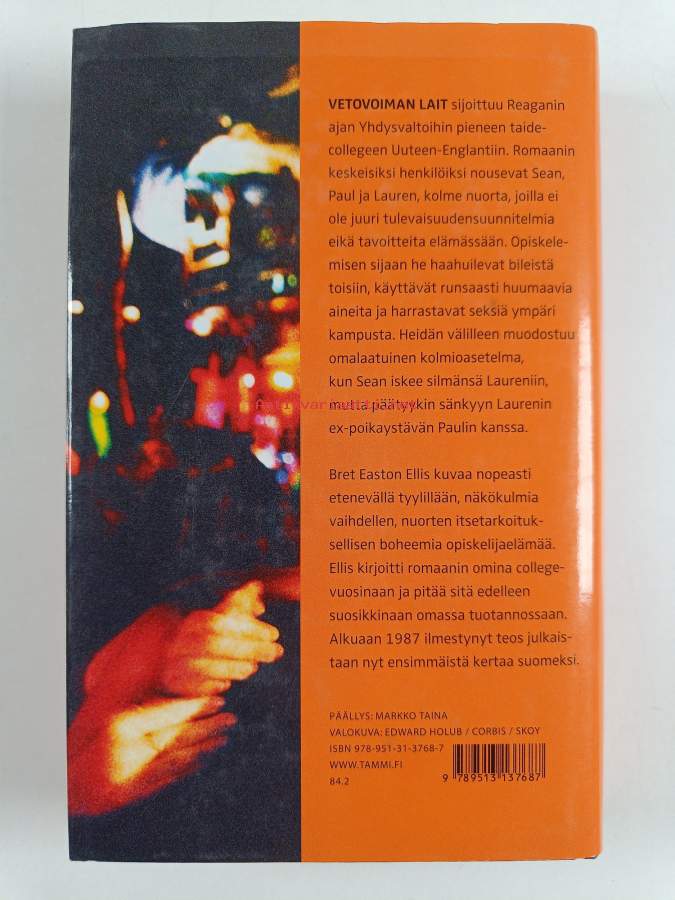 VETOVOIMAN LAIT sijoittuu Reaganin
ajan Yhdysvaltoihin pieneen taide-
collegeen Uuteen-Englantiin. Romaanin
keskeisiksi henkilöiksi nousevat Sean,
Paul ja Lauren, kolme nuorta, joilla ei
ole juuri tulevaisuudensuunnitelmia
eikä tavoitteita elämässään. Opiskele-
misen sijaan he haahuilevat bileistä
toisiin, käyttävät runsaasti huumaavia
aineita ja harrastavat seksiä ympäri
kampusta. Heidän välilleen muodostuu
omalaatuinen kolmioasetelma,
kun Sean iskee silmänsä Laureniin,
mutta päätyykin sänkyyn Laurenin
ex-poikaystävän Paulin kanssa.
Bret Easton Ellis kuvaa nopeasti
etenevällä tyylillään, näkökulmia
vaihdellen, nuorten itsetarkoituk-
sellisen boheemia opiskelijaelämää.
Ellis kirjoitti romaanin omina college-
vuosinaan ja pitää sitä edelleen
suosikkinaan omassa tuotannossaan.
Alkuaan 1987 ilmestynyt teos julkais-
taan nyt ensimmäistä kertaa suomeksi.
PÄÄLLYS: MARKKO TAINA
VALOKUVA: EDWARD HOLUB / CORBIS / SKOY
ISBN 978-951-31-3768-7
WWW.TAMMI.FI
84.2
9 789513 137687